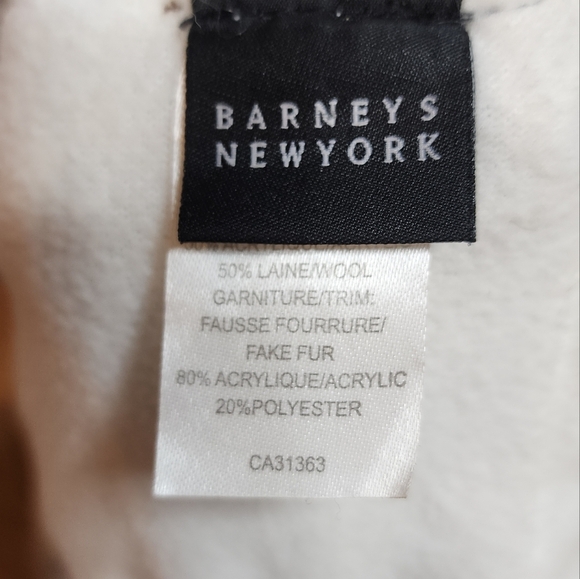 BARNEYS
NEWYORK
50% LAINE/WOOL
GARNITURE/TRIM:
FAUSSE FOURRURE/
FAKE FUR
80% ACRYLIQUE/ACRYLIC
20%POLYESTER
CA31363